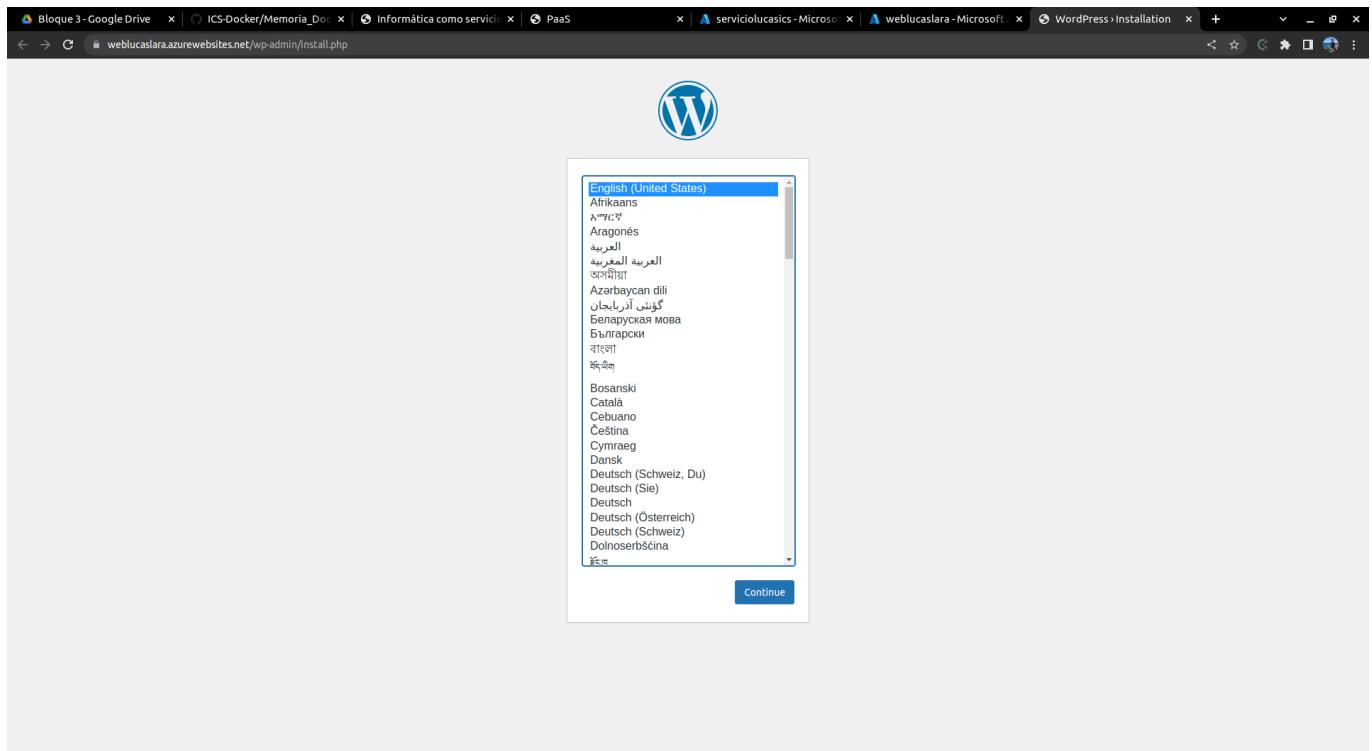 Bloque 3 - Google Drive
ICS-Docker/Memoria_Doc
Informática como servicio
PaaS
serviciolucasics - Microso
weblucaslara - Microsoft A
WordPress › Installation
weblucaslara.azurewebsites.net/wp-admin/install.php
English (United States)
Afrikaans
አማርኛ
Aragonés
العربية
العربية المغربية
অসমীয়া
Azərbaycan dili
گؤنئی آذربایجان
Беларуская мова
Български
বাংলা
བོད་ཡིག
Bosanski
Català
Cebuano
Čeština
Cymraeg
Dansk
Deutsch (Schweiz, Du)
Deutsch (Sie)
Deutsch
Deutsch (Österreich)
Deutsch (Schweiz)
Dolnoserbšćina
རྫོང་ཁ
Continue